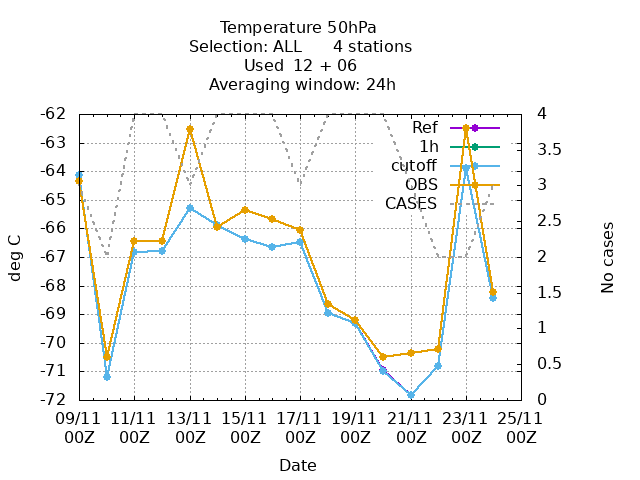 Temperature 50hPa
Selection: ALL      4 stations
Used  12 + 06
Averaging window: 24h
-62
-63
-64
-65
-66
-67
-68
-69
-70
-71
-72
deg C
4
3.5
3
2.5
2
1.5
1
0.5
0
No cases
Ref
1h
cutoff
OBS
CASES
09/11 11/11 13/11 15/11 17/11 19/11 21/11 23/11 25/11
00Z 00Z 00Z 00Z 00Z 00Z 00Z 00Z 00Z
Date